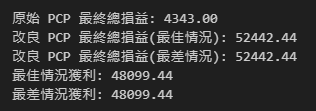 原始 PCP 最終總損益: 4343.00
改良 PCP 最終總損益(最佳情況): 52442.44
改良 PCP 最終總損益(最差情況): 52442.44
最佳情況獲利: 48099.44
最差情況獲利: 48099.44